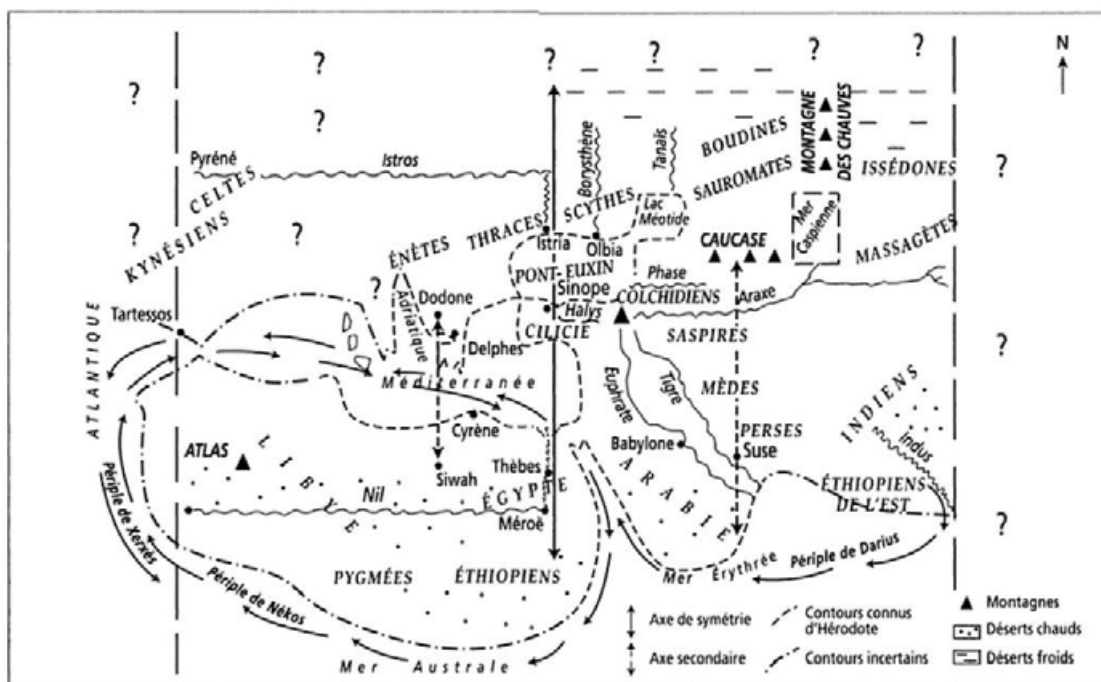 ?
?
?
?
?
N
?
?
MONTAGNE
DES CHAUVES
BOUDINES
Borysthène
Tanaïs
Pyréné
Istros
ISSÉDONES
?
CELTES
SAUROMATES
SCYTHES
Lac
Méotide
Mer
Caspienne
KYNÉSIENS
?
?
ÉNÈTES
THRACES
Istria
Olbia
CAUCASE
MASSAGÈTES
?
Adriatique
Dodone
PONT-EUXIN
Sinope
Phase
COLCHIDIENS
Araxe
Tartessos
Halys
CILICIE
SASPIRES
?
ATLANTIQUE
Delphes
Méditerranée
Euphrate
Tigre
MÈDES
INDIENS
Cyrène
Babylone
PERSES
Suse
Indus
ATLAS
LIBYE
Siwah
Thèbes
ARABIE
ÉTHIOPIENS
DE L'EST
Nil
ÉGYPTE
Méroë
?
Périple de Xerxès
PYGMÉES
ÉTHIOPIENS
Mer Érythrée
Périple de Darius
Périple de Nékos
Mer Australe
Axe de symétrie
Axe secondaire
Contours connus
d'Hérodote
Contours incertains
Montagnes
Déserts chauds
Déserts froids